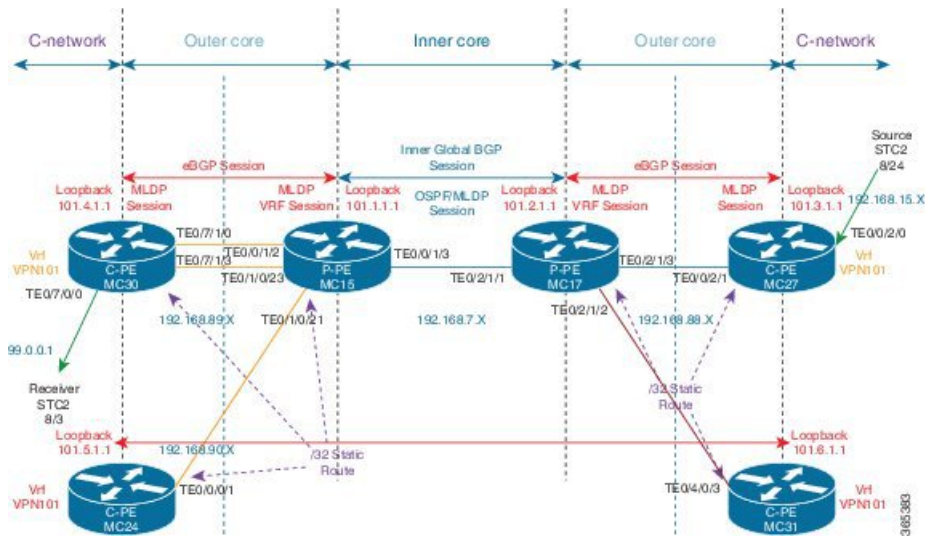 C-network
Outer core
Inner core
Outer core
C-network
eBGP Session
Inner Global BGP
Session
eBGP Session
Source
STC2
8/24
Loopback
101.4.1.1
MLDP
Session
MLDP
VRF Session
Loopback
101.1.1.1
OSPF/MLDP
Session
Loopback
101.2.1.1
MLDP
VRF Session
MLDP
Session
Loopback
101.3.1.1
192.168.15.X
TE0/7/1/0
TE0/0/1/2
TE0/0/1/3
TE0/2/1/3
TE0/0/2/0
Vrf
VPN101
C-PE
MC30
TE0/7/1/3
TE0/1/0/23
P-PE
MC15
TE0/2/1/1
P-PE
MC17
TE0/0/2/1
C-PE
MC27
Vrf
VPN101
TE0/7/0/0
192.168.89.X
TE0/1/0/21
192.168.7.X
TE0/2/1/2
192.168.88.X
99.0.0.1
Receiver
STC2
8/3
/32 Static
Route
Loopback
101.5.1.1
192.168.90.X
/32 Static
Route
Loopback
101.6.1.1
Vrf
VPN101
C-PE
MC24
TE0/0/0/1
TE0/4/0/3
C-PE
MC31
Vrf
VPN101
365383